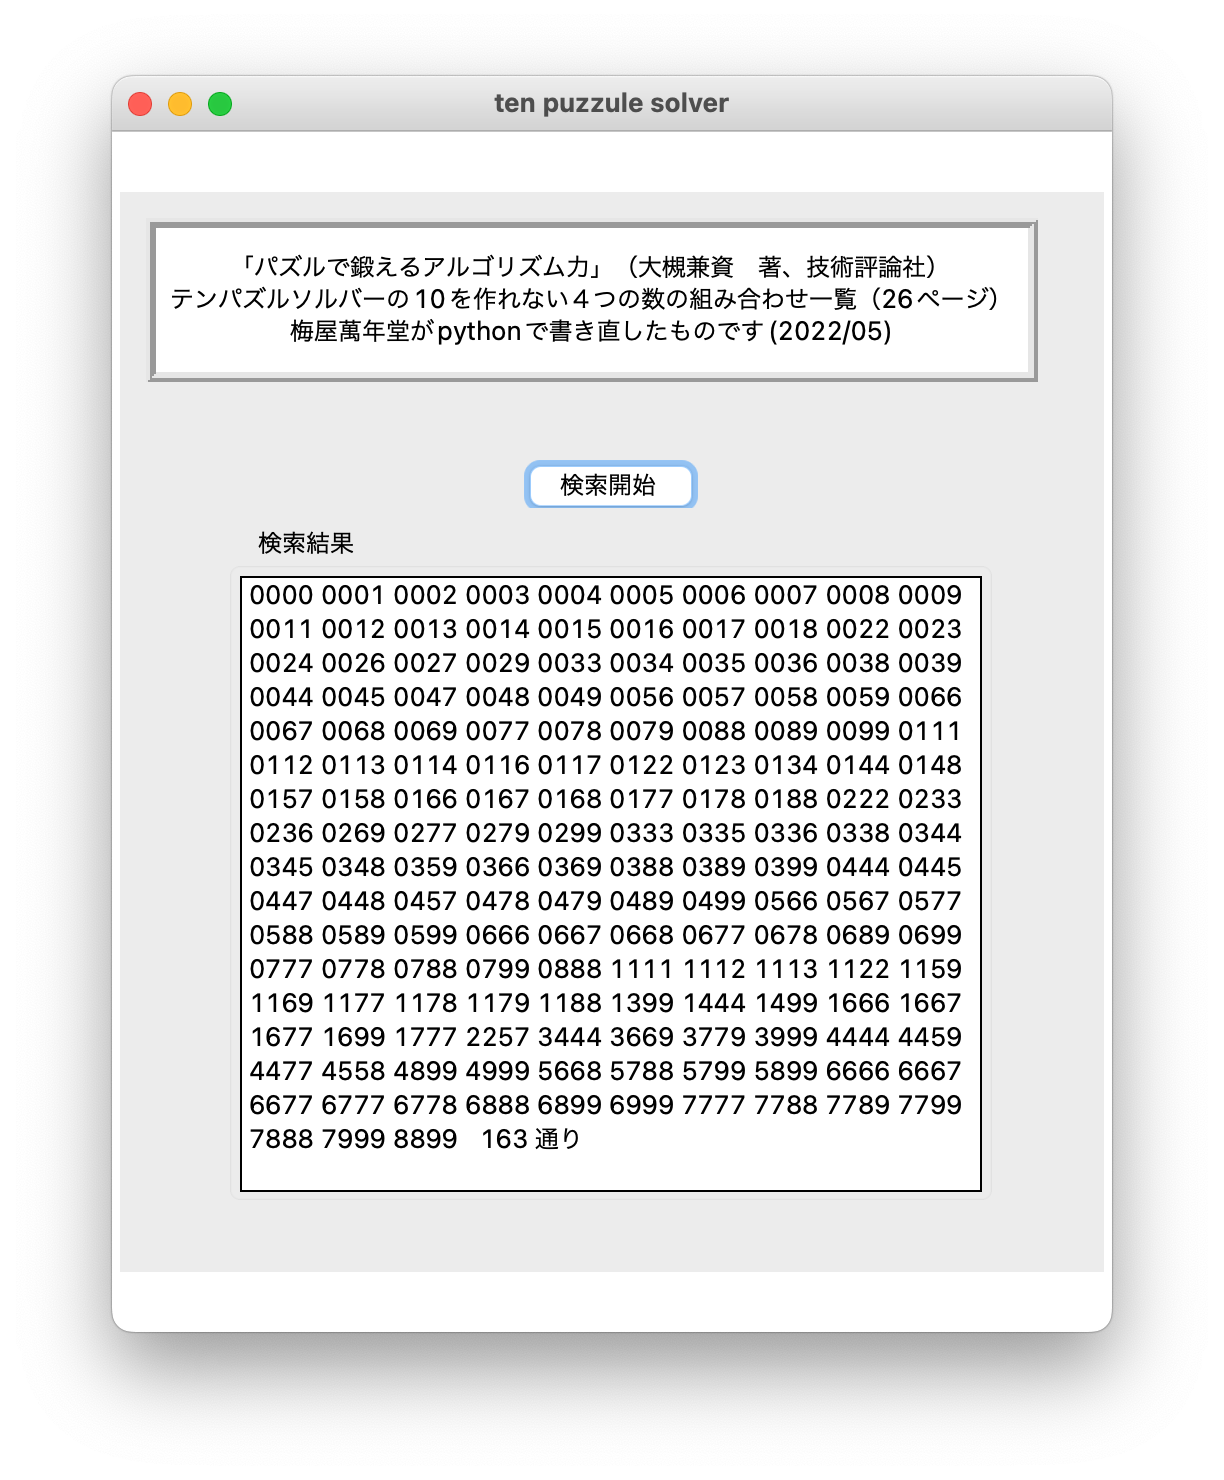 ten puzzule solver
「パズルで鍛えるアルゴリズム力」（大槻兼資　著、技術評論社）
テンパズルソルバーの10を作れない４つの数の組み合わせ一覧（26ページ）
梅屋萬年堂がpythonで書き直したものです(2022/05)
検索開始
検索結果
0000 0001 0002 0003 0004 0005 0006 0007 0008 0009
0011 0012 0013 0014 0015 0016 0017 0018 0022 0023
0024 0026 0027 0029 0033 0034 0035 0036 0038 0039
0044 0045 0047 0048 0049 0056 0057 0058 0059 0066
0067 0068 0069 0077 0078 0079 0088 0089 0099 0111
0112 0113 0114 0116 0117 0122 0123 0134 0144 0148
0157 0158 0166 0167 0168 0177 0178 0188 0222 0233
0236 0269 0277 0279 0299 0333 0335 0336 0338 0344
0345 0348 0359 0366 0369 0388 0389 0399 0444 0445
0447 0448 0457 0478 0479 0489 0499 0566 0567 0577
0588 0589 0599 0666 0667 0668 0677 0678 0689 0699
0777 0778 0788 0799 0888 1111 1112 1113 1122 1159
1169 1177 1178 1179 1188 1399 1444 1499 1666 1667
1677 1699 1777 2257 3444 3669 3779 3999 4444 4459
4477 4558 4899 4999 5668 5788 5799 5899 6666 6667
6677 6777 6778 6888 6899 6999 7777 7788 7789 7799
7888 7999 8899　163 通り